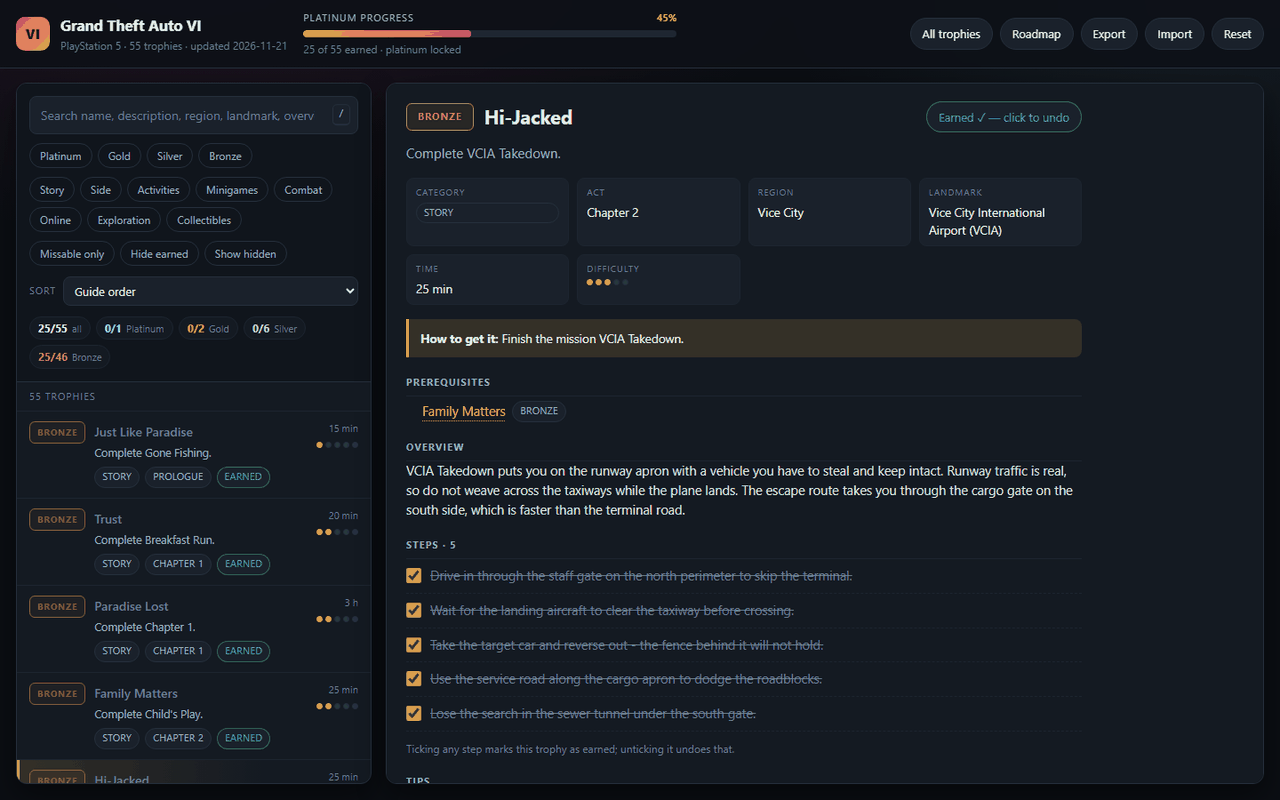 VI
Grand Theft Auto VI
PlayStation 5 · 55 trophies · updated 2026-11-21
PLATINUM PROGRESS
45%
25 of 55 earned · platinum locked
All trophies
Roadmap
Export
Import
Reset
Search name, description, region, landmark, overv
/
Platinum
Gold
Silver
Bronze
Story
Side
Activities
Minigames
Combat
Online
Exploration
Collectibles
Missable only
Hide earned
Show hidden
SORT
Guide order
25/55 all
0/1 Platinum
0/2 Gold
0/6 Silver
25/46 Bronze
55 TROPHIES
BRONZE
Just Like Paradise
15 min
Complete Gone Fishing.
STORY
PROLOGUE
EARNED
BRONZE
Trust
20 min
Complete Breakfast Run.
STORY
CHAPTER 1
EARNED
BRONZE
Paradise Lost
3 h
Complete Chapter 1.
STORY
CHAPTER 1
EARNED
BRONZE
Family Matters
25 min
Complete Child's Play.
STORY
CHAPTER 2
EARNED
BRONZE
Hi-Jacked
25 min
BRONZE
Hi-Jacked
Earned ✓ — click to undo
Complete VCIA Takedown.
CATEGORY
STORY
ACT
Chapter 2
REGION
Vice City
LANDMARK
Vice City International
Airport (VCIA)
TIME
25 min
DIFFICULTY
How to get it: Finish the mission VCIA Takedown.
PREREQUISITES
Family Matters
BRONZE
OVERVIEW
VCIA Takedown puts you on the runway apron with a vehicle you have to steal and keep intact. Runway traffic is real,
so do not weave across the taxiways while the plane lands. The escape route takes you through the cargo gate on the
south side, which is faster than the terminal road.
STEPS · 5
Drive in through the staff gate on the north perimeter to skip the terminal.
Wait for the landing aircraft to clear the taxiway before crossing.
Take the target car and reverse out - the fence behind it will not hold.
Use the service road along the cargo apron to dodge the roadblocks.
Lose the search in the sewer tunnel under the south gate.
Ticking any step marks this trophy as earned; unticking it undoes that.
TIPS